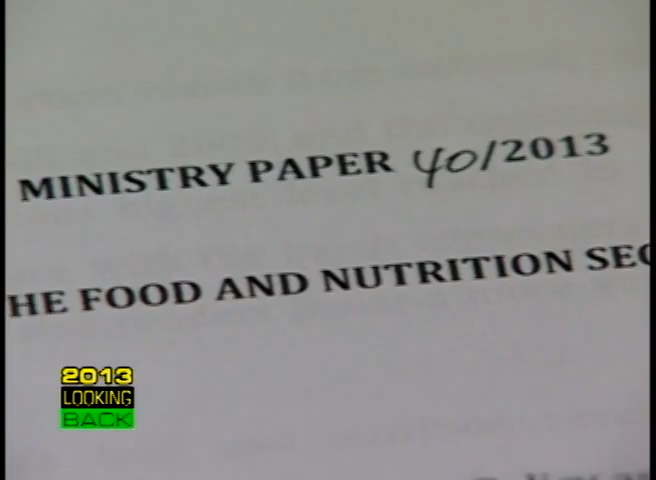 MINISTRY PAPER 40/2013
HE FOOD AND NUTRITION SEC
2013
LOOKING
BACK